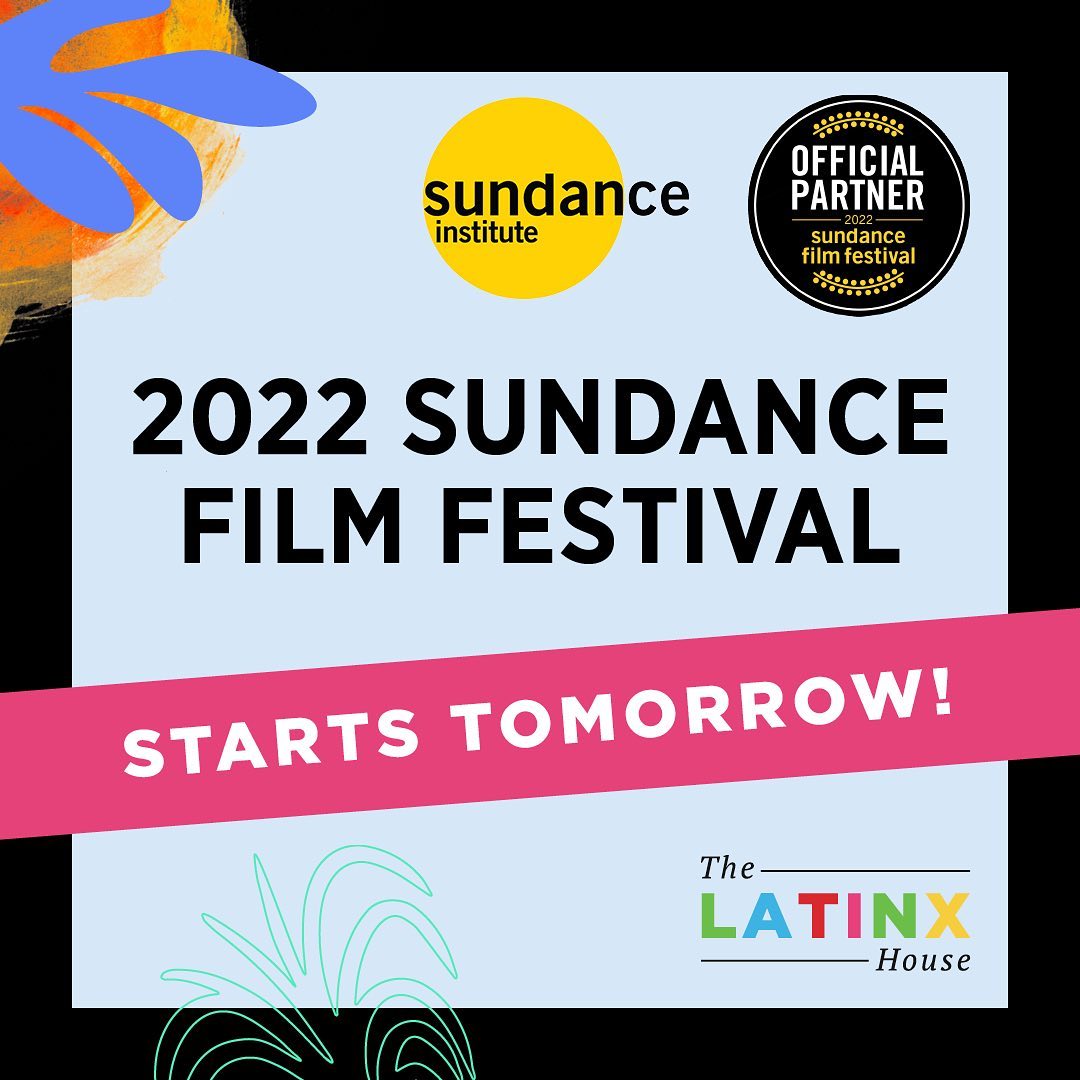 sundance
institute
OFFICIAL
PARTNER
2022
sundance
film festival
2022 SUNDANCE
FILM FESTIVAL
STARTS TOMORROW!
The
LATINX
House